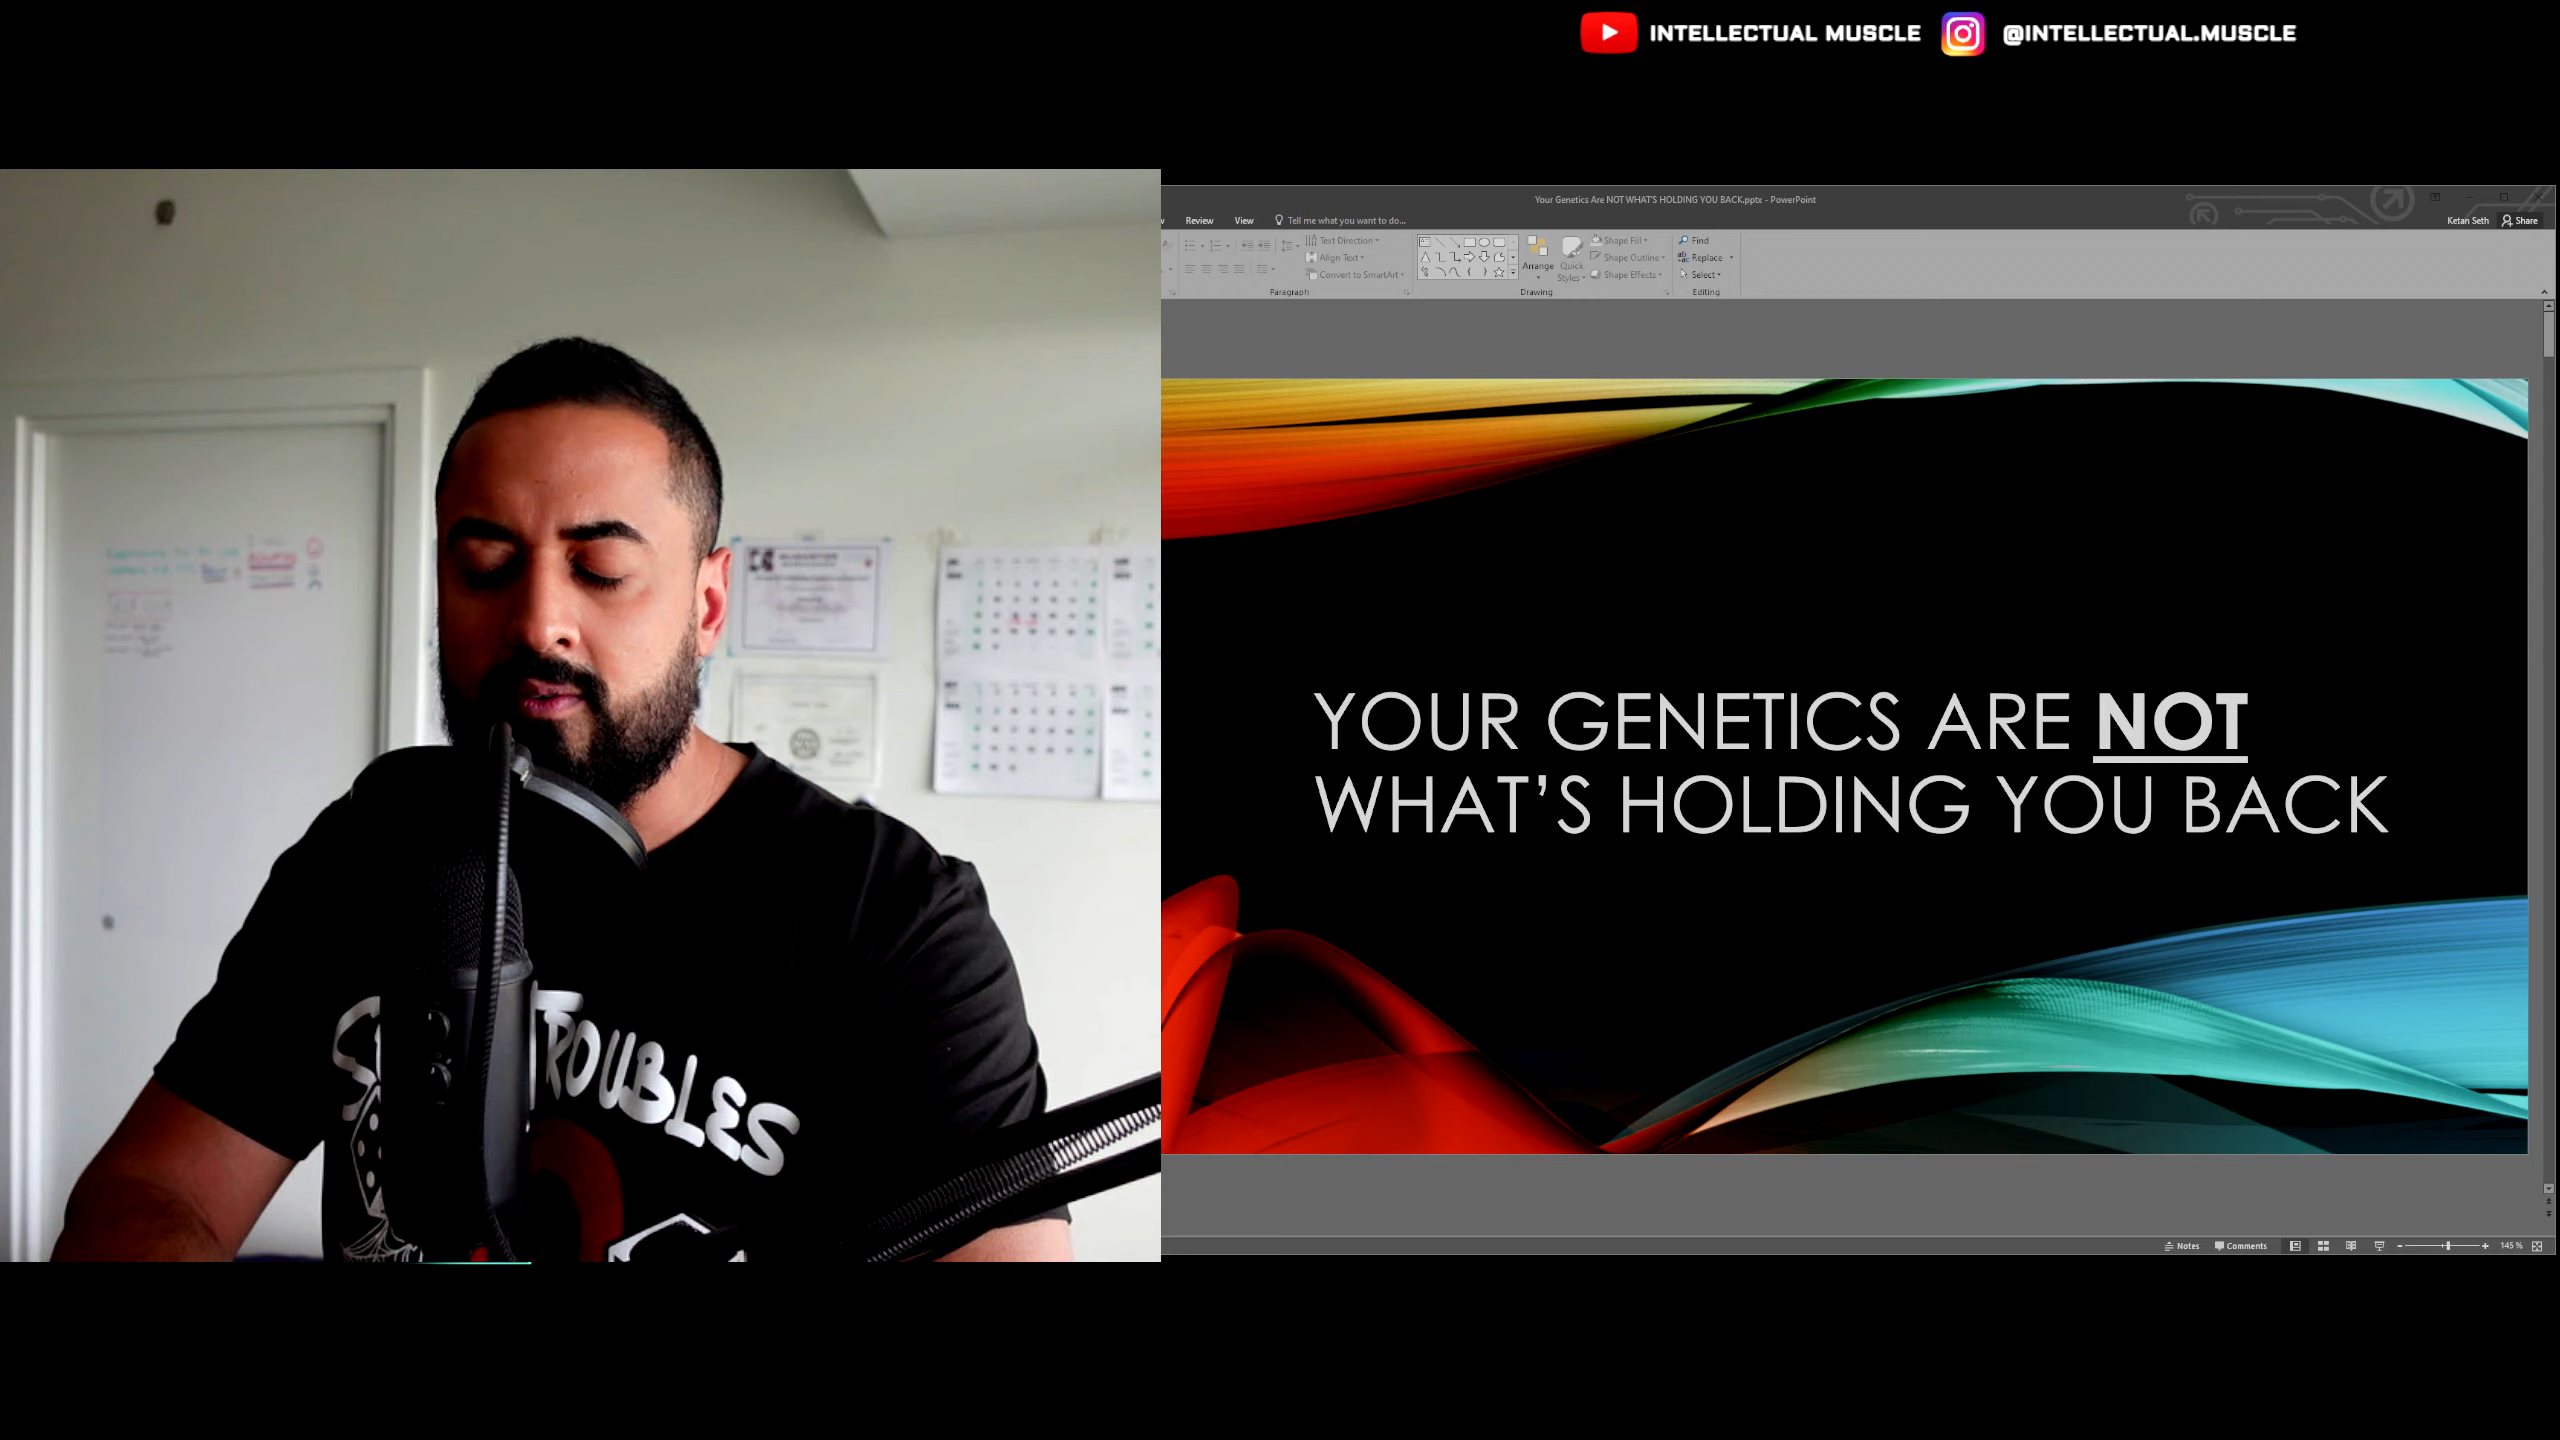 INTELLECTUAL MUSCLE @INTELLECTUAL.MUSCLE
Your Genetics Are NOT WHAT'S HOLDING YOU BACK.pptx - PowerPoint
Review View Tell me what you want to do...
Ketan Seth Share
Text Direction
Align Text
Convert to SmartArt
Paragraph
Arrange
Quick
Styles
Shape Fill
Shape Outline
Shape Effects
Drawing
Find
Replace
Select
Editing
YOUR GENETICS ARE NOT
WHAT'S HOLDING YOU BACK
TROUBLES
Notes Comments 145 %